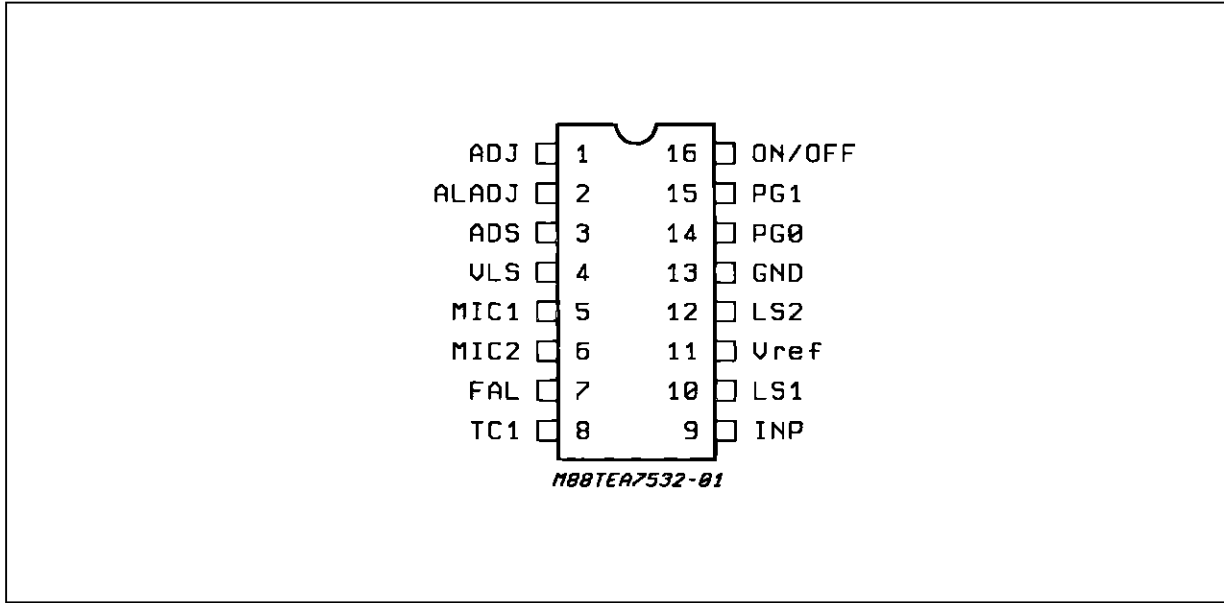 ADJ 1 16 ON/OFF
ALADJ 2 15 PG1
ADS 3 14 PG0
VLS 4 13 GND
MIC1 5 12 LS2
MIC2 6 11 Vref
FAL 7 10 LS1
TC1 8 9 INP
M88TEA7532-01